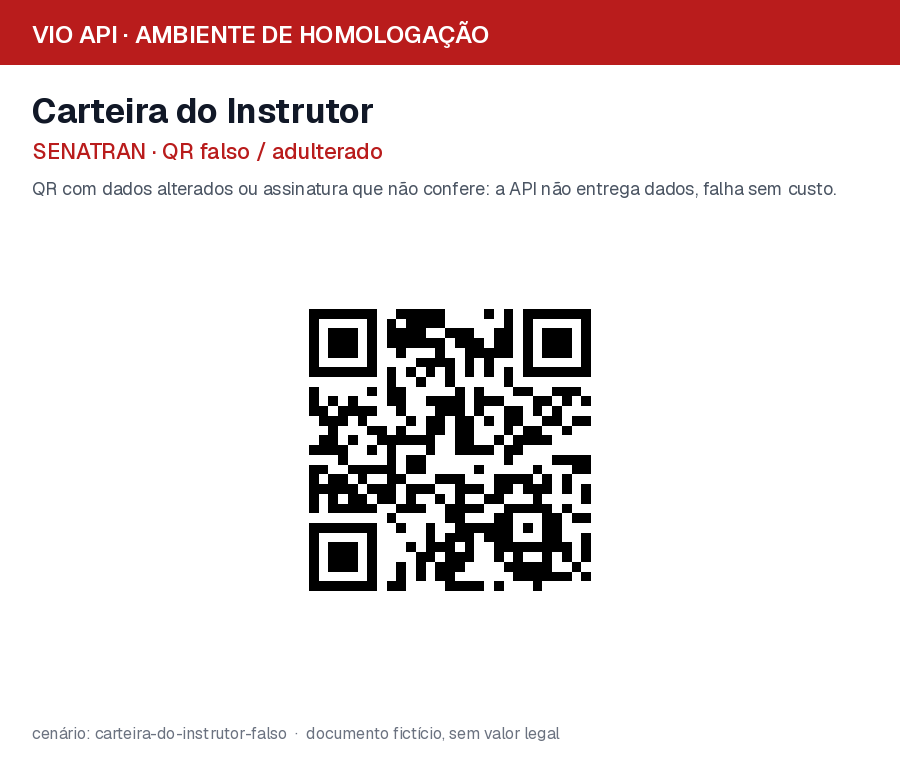 VIO API · AMBIENTE DE HOMOLOGAÇÃO
Carteira do Instrutor
SENATRAN · QR falso / adulterado
QR com dados alterados ou assinatura que não confere: a API não entrega dados, falha sem custo.
cenário: carteira-do-instrutor-falso · documento fictício, sem valor legal